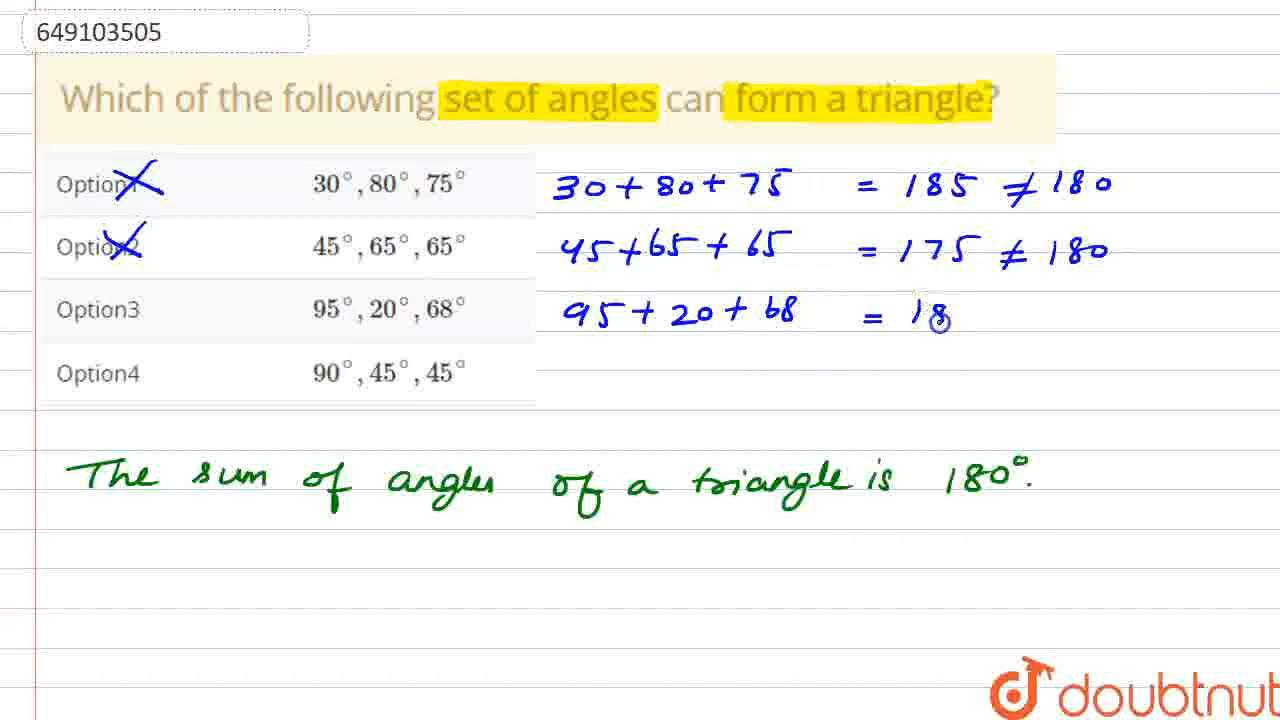 649103505
Which of the following set of angles can form a triangle?
Option1 30°, 80°, 75° 30 + 80 + 75 = 185 ≠ 180
Option2 45°, 65°, 65° 45 + 65 + 65 = 175 ≠ 180
Option3 95°, 20°, 68° 95 + 20 + 68 = 18
Option4 90°, 45°, 45°
The sum of angles of a triangle is 180°.
doubtnut